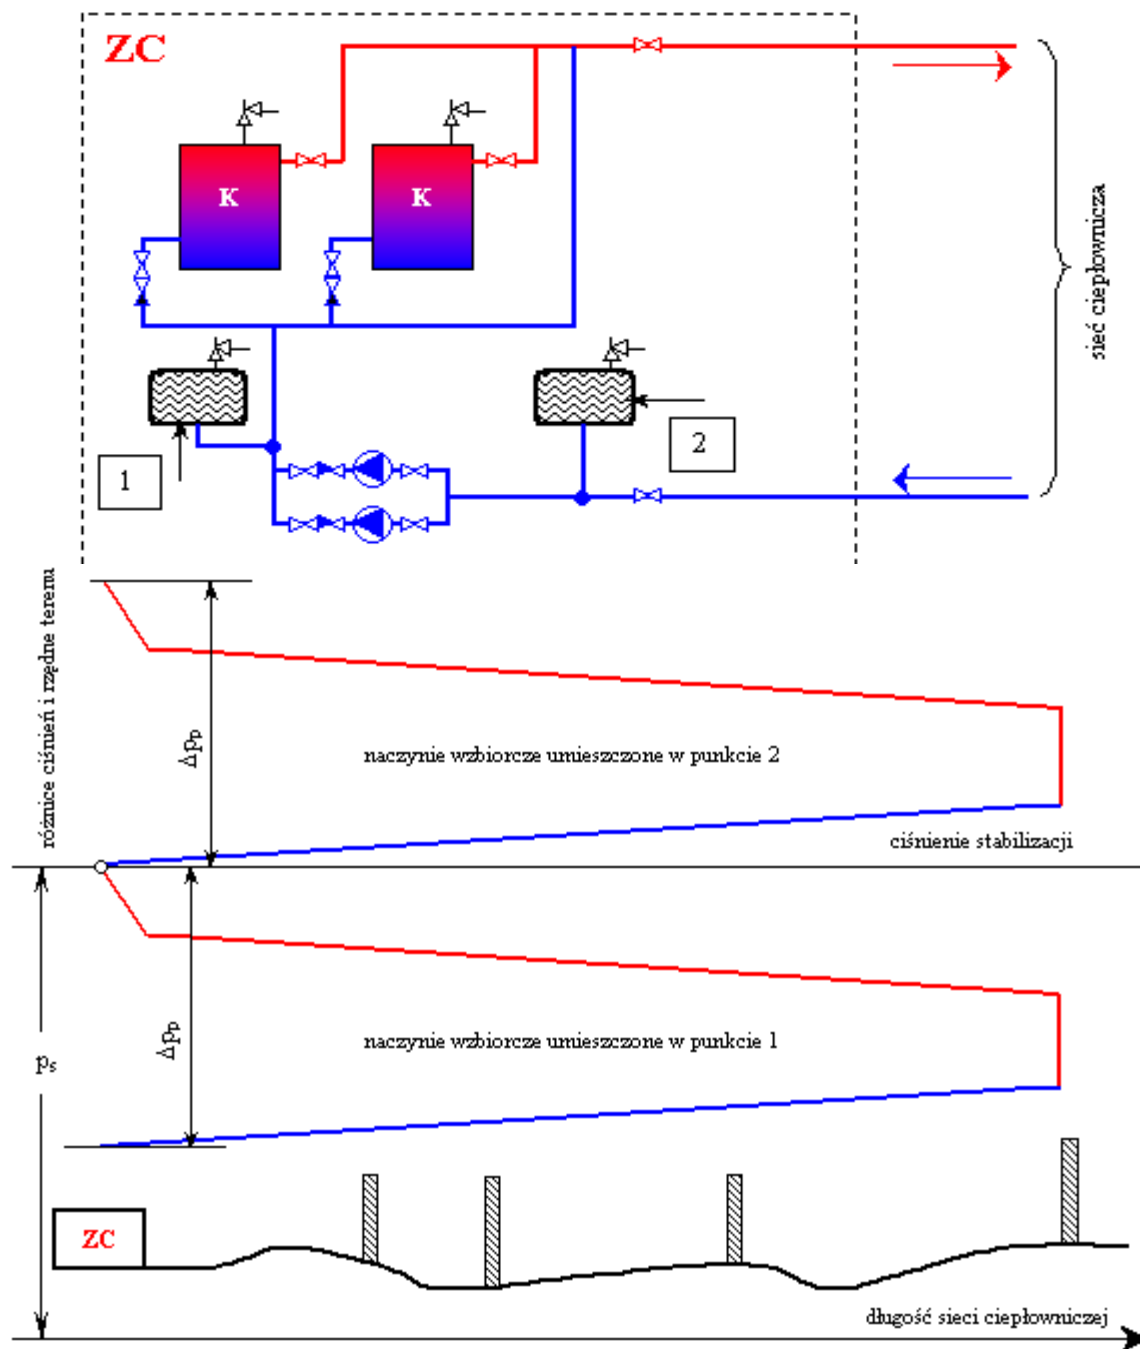 ZC
K
K
sieć ciepłownicza
1
2
różnice ciśnień i rzędne terenu
Δpp
naczynie wzbiorcze umieszczone w punkcie 2
ciśnienie stabilizacji
Δpp
naczynie wzbiorcze umieszczone w punkcie 1
ps
ZC
długość sieci ciepłowniczej